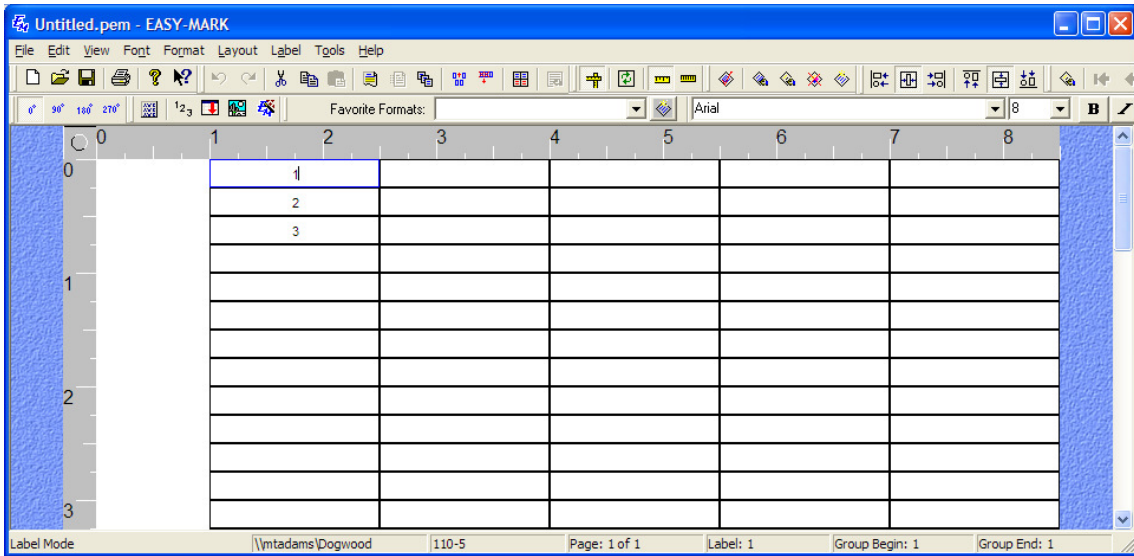 Untitled.pem - EASY-MARK
File Edit View Font Format Layout Label Tools Help
0° 90° 180° 270° 1₂₃ Favorite Formats: Arial 8 B I
0 1 2 3 4 5 6 7 8
0
1
2
3
1
2
3
Label Mode \\mtadams\Dogwood 110-5 Page: 1 of 1 Label: 1 Group Begin: 1 Group End: 1